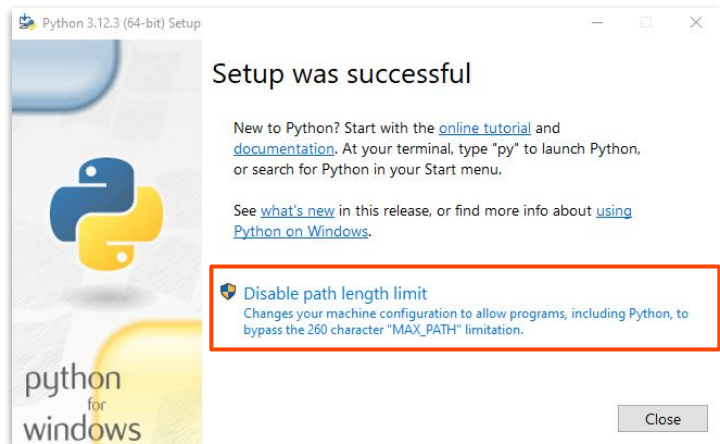 Python 3.12.3 (64-bit) Setup
Setup was successful
New to Python? Start with the online tutorial and
documentation. At your terminal, type "py" to launch Python,
or search for Python in your Start menu.
See what's new in this release, or find more info about using
Python on Windows.
Disable path length limit
Changes your machine configuration to allow programs, including Python, to
bypass the 260 character "MAX_PATH" limitation.
python
for
windows
Close